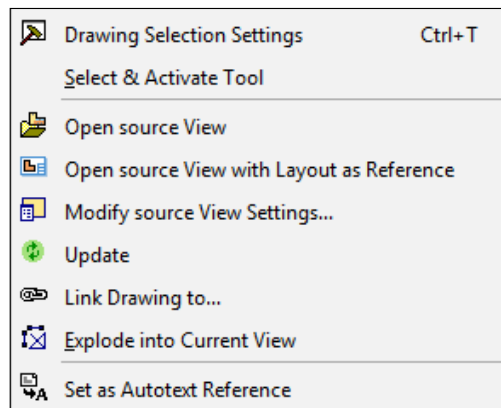 Drawing Selection Settings Ctrl+T
Select & Activate Tool
Open source View
Open source View with Layout as Reference
Modify source View Settings...
Update
Link Drawing to...
Explode into Current View
Set as Autotext Reference